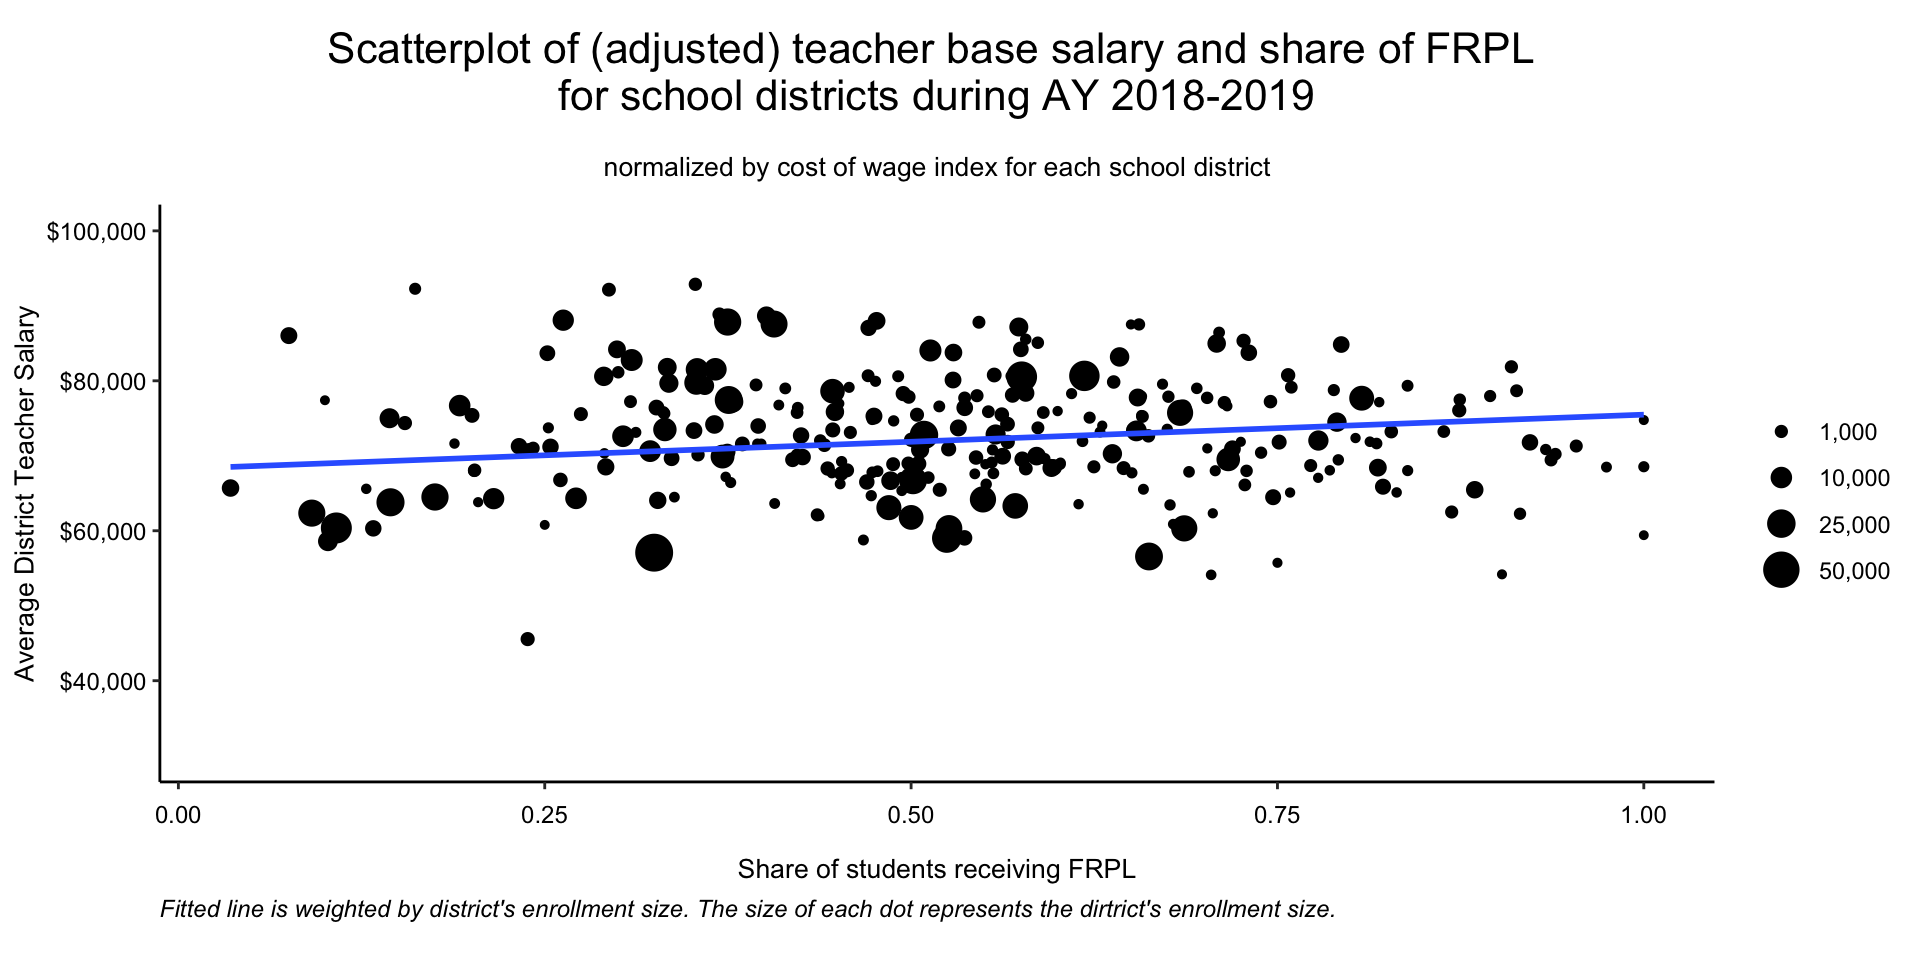 Scatterplot of (adjusted) teacher base salary and share of FRPL
for school districts during AY 2018-2019
normalized by cost of wage index for each school district
Average District Teacher Salary
$100,000
$80,000
$60,000
$40,000
1,000
10,000
25,000
50,000
0.00
0.25
0.50
0.75
1.00
Share of students receiving FRPL
Fitted line is weighted by district's enrollment size. The size of each dot represents the dirtrict's enrollment size.